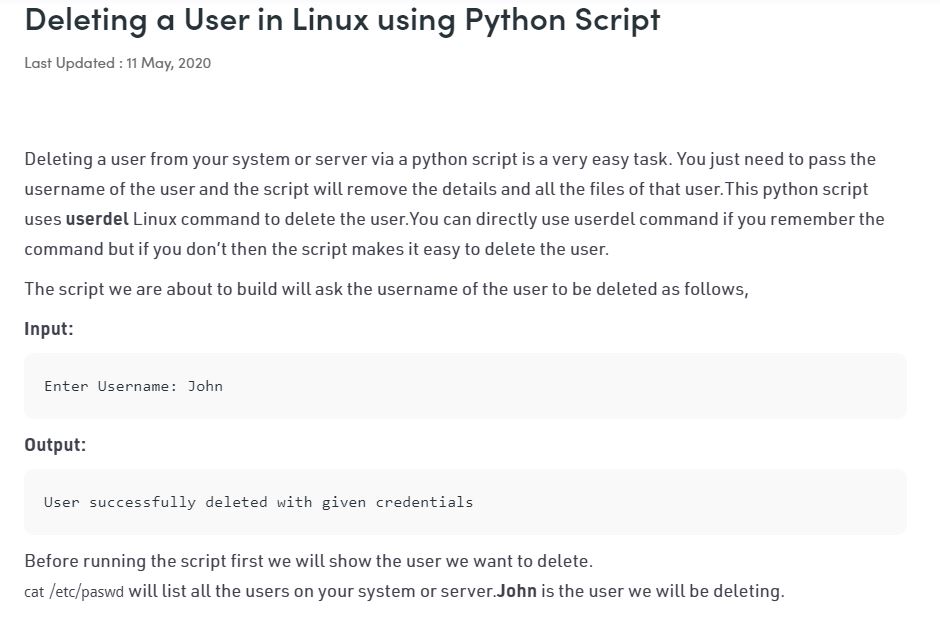 Deleting a User in Linux using Python Script
Last Updated : 11 May, 2020
Deleting a user from your system or server via a python script is a very easy task. You just need to pass the
username of the user and the script will remove the details and all the files of that user.This python script
uses userdel Linux command to delete the user.You can directly use userdel command if you remember the
command but if you don’t then the script makes it easy to delete the user.
The script we are about to build will ask the username of the user to be deleted as follows,
Input:
Enter Username: John
Output:
User successfully deleted with given credentials
Before running the script first we will show the user we want to delete.
cat /etc/paswd will list all the users on your system or server.John is the user we will be deleting.